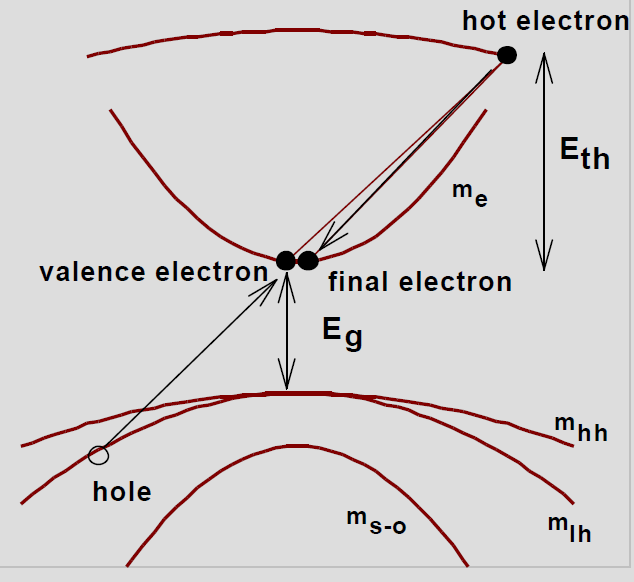 hot electron
Eth
me
valence electron
final electron
Eg
mhh
hole
ms-o
mlh